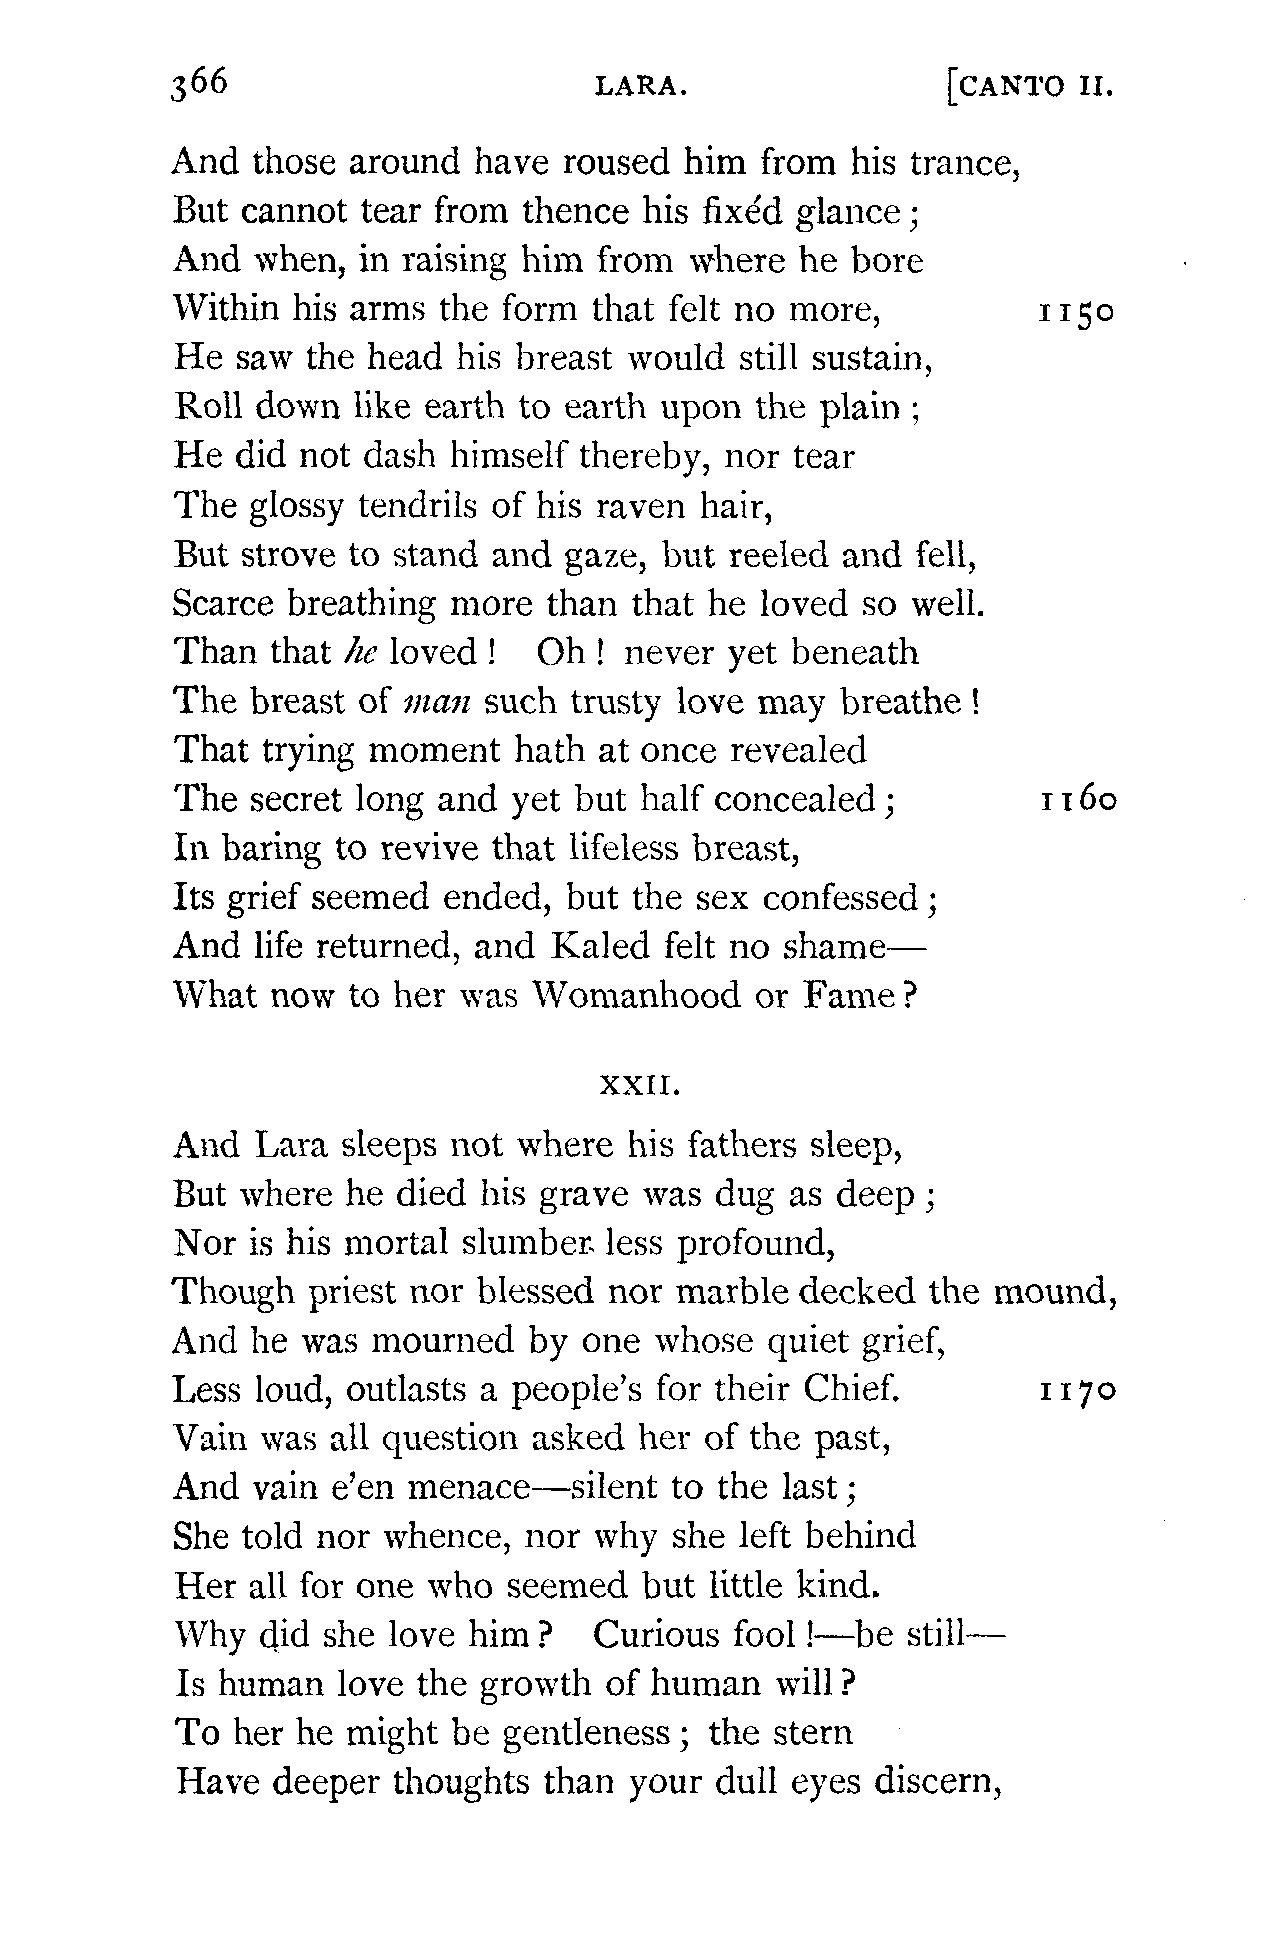 366 LARA. [CANTO II.
And those around have roused him from his trance,
But cannot tear from thence his fixéd glance ;
And when, in raising him from where he bore
Within his arms the form that felt no more, 1150
He saw the head his breast would still sustain,
Roll down like earth to earth upon the plain ;
He did not dash himself thereby, nor tear
The glossy tendrils of his raven hair,
But strove to stand and gaze, but reeled and fell,
Scarce breathing more than that he loved so well.
Than that he loved ! Oh ! never yet beneath
The breast of man such trusty love may breathe !
That trying moment hath at once revealed
The secret long and yet but half concealed ; 1160
In baring to revive that lifeless breast,
Its grief seemed ended, but the sex confessed ;
And life returned, and Kaled felt no shame—
What now to her was Womanhood or Fame ?
XXII.
And Lara sleeps not where his fathers sleep,
But where he died his grave was dug as deep ;
Nor is his mortal slumber less profound,
Though priest nor blessed nor marble decked the mound,
And he was mourned by one whose quiet grief,
Less loud, outlasts a people's for their Chief. 1170
Vain was all question asked her of the past,
And vain e'en menace—silent to the last ;
She told nor whence, nor why she left behind
Her all for one who seemed but little kind.
Why did she love him ? Curious fool !—be still—
Is human love the growth of human will ?
To her he might be gentleness ; the stern
Have deeper thoughts than your dull eyes discern,